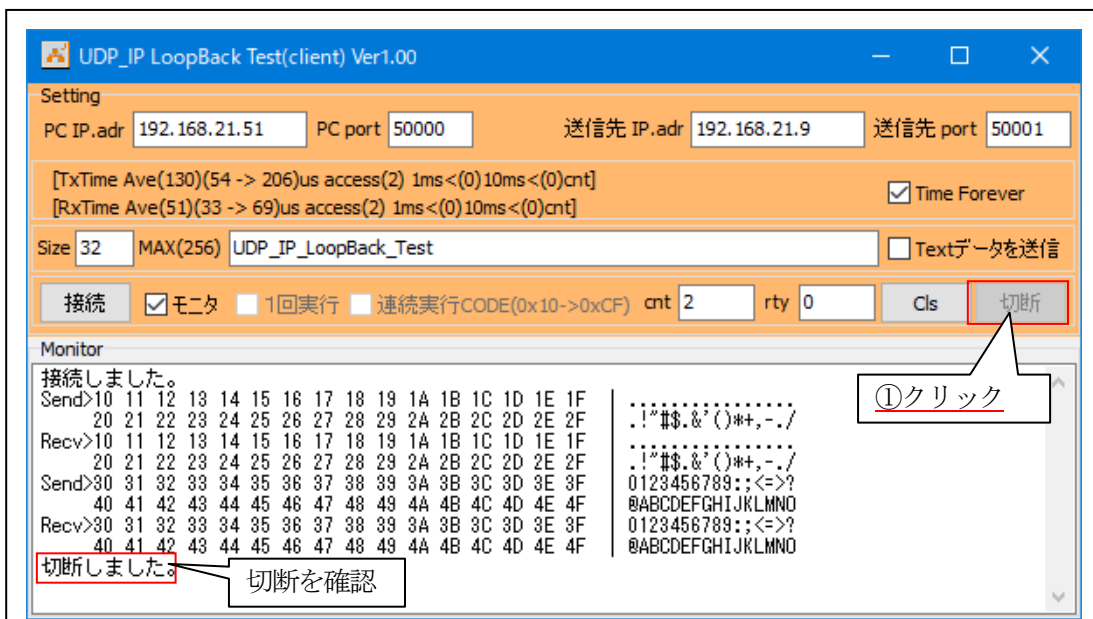 UDP_IP LoopBack Test(client) Ver1.00
Setting
PC IP.adr 192.168.21.51 PC port 50000 送信先 IP.adr 192.168.21.9 送信先 port 50001
[TxTime Ave(130)(54 -> 206)us access(2) 1ms<(0)10ms<(0)cnt]
[RxTime Ave(51)(33 -> 69)us access(2) 1ms<(0)10ms<(0)cnt]
Time Forever
Size 32 MAX(256) UDP_IP_LoopBack_Test Textデータを送信
接続 モニタ 1回実行 連続実行CODE(0x10->0xCF) cnt 2 rty 0 Cls 切断
Monitor
①クリック
接続しました。
Send>10 11 12 13 14 15 16 17 18 19 1A 1B 1C 1D 1E 1F | ................
20 21 22 23 24 25 26 27 28 29 2A 2B 2C 2D 2E 2F | .!"#$.&'()*+,-./
Recv>10 11 12 13 14 15 16 17 18 19 1A 1B 1C 1D 1E 1F | ................
20 21 22 23 24 25 26 27 28 29 2A 2B 2C 2D 2E 2F | .!"#$.&'()*+,-./
Send>30 31 32 33 34 35 36 37 38 39 3A 3B 3C 3D 3E 3F | 0123456789:;<=>?
40 41 42 43 44 45 46 47 48 49 4A 4B 4C 4D 4E 4F | @ABCDEFGHIJKLMNO
Recv>30 31 32 33 34 35 36 37 38 39 3A 3B 3C 3D 3E 3F | 0123456789:;<=>?
40 41 42 43 44 45 46 47 48 49 4A 4B 4C 4D 4E 4F | @ABCDEFGHIJKLMNO
切断しました。
切断を確認